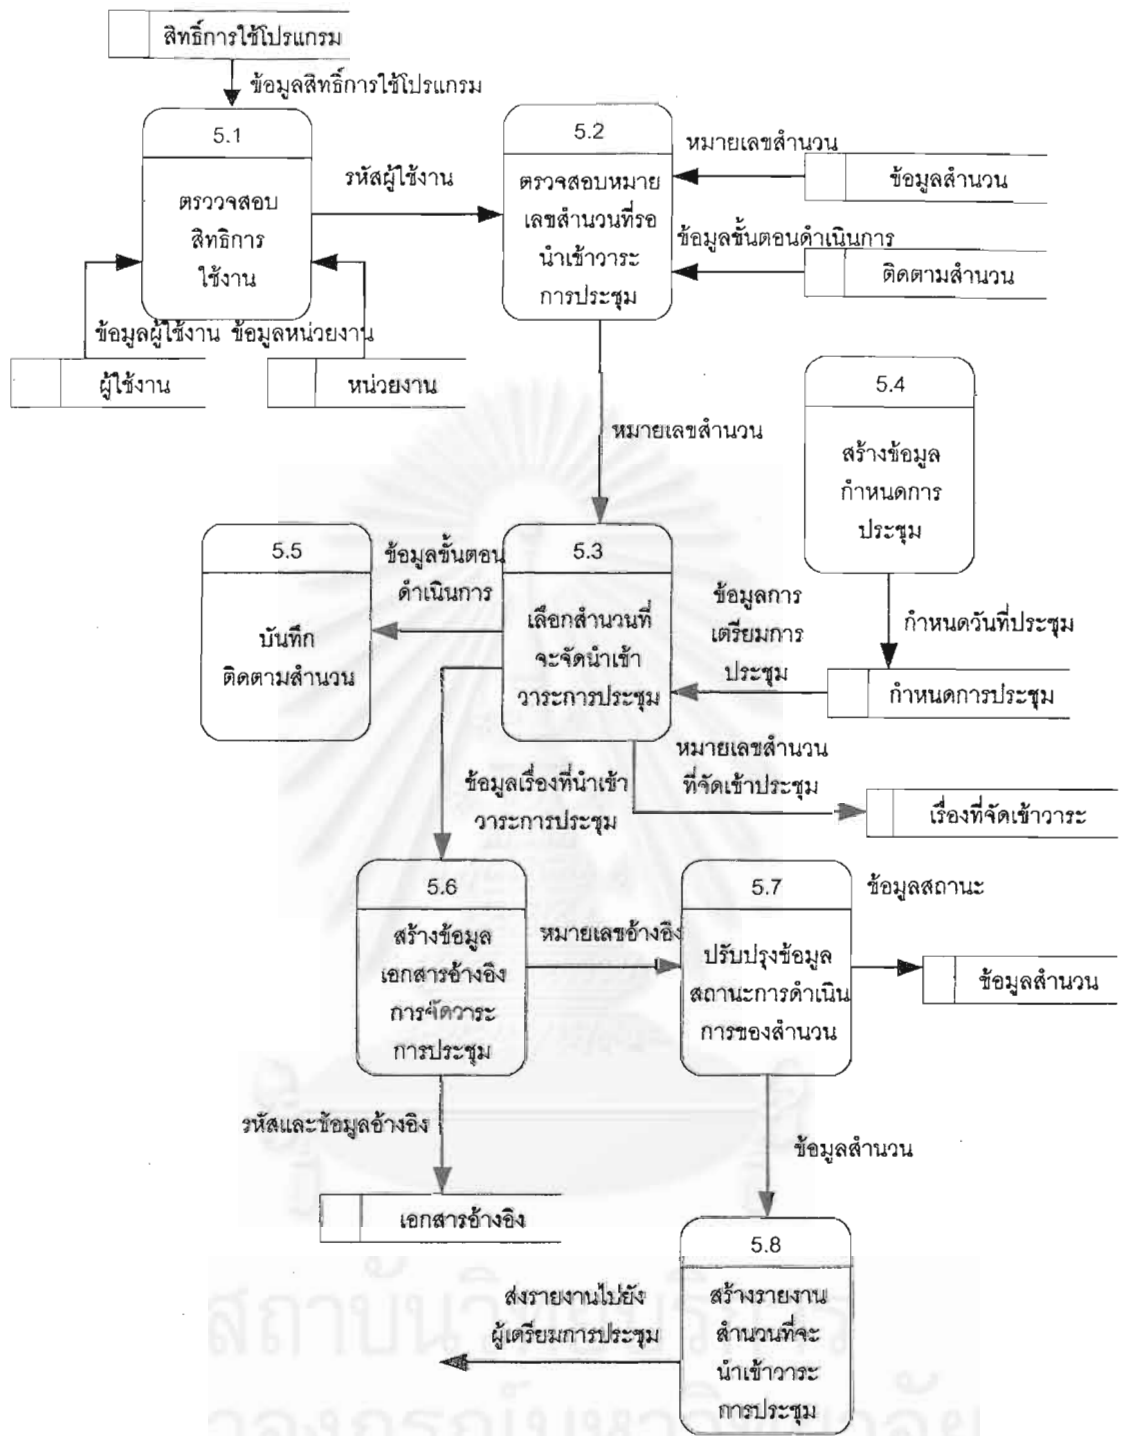 สิทธิ์การใช้โปรแกรม
ข้อมูลสิทธิ์การใช้โปรแกรม
5.1
ตรววจสอบ
สิทธิการ
ใช้งาน
รหัสผู้ใช้งาน
5.2
ตรวจสอบหมาย
เลขสำนวนที่รอ
นำเข้าวาระ
การประชุม
หมายเลขสำนวน
ข้อมูลสำนวน
ข้อมูลขั้นตอนดำเนินการ
ติดตามสำนวน
ข้อมูลผู้ใช้งาน
ข้อมูลหน่วยงาน
ผู้ใช้งาน
หน่วยงาน
หมายเลขสำนวน
5.4
สร้างข้อมูล
กำหนดการ
ประชุม
5.5
บันทึก
ติดตามสำนวน
ข้อมูลขั้นตอน
ดำเนินการ
5.3
เลือกสำนวนที่
จะจัดนำเข้า
วาระการประชุม
ข้อมูลการ
เตรียมการ
ประชุม
กำหนดวันที่ประชุม
กำหนดการประชุม
ข้อมูลเรื่องที่นำเข้า
วาระการประชุม
หมายเลขสำนวน
ที่จัดเข้าประชุม
เรื่องที่จัดเข้าวาระ
5.6
สร้างข้อมูล
เอกสารอ้างอิง
การจัดวาระ
การประชุม
หมายเลขอ้างอิง
5.7
ปรับปรุงข้อมูล
สถานะการดำเนิน
การของสำนวน
ข้อมูลสถานะ
ข้อมูลสำนวน
รหัสและข้อมูลอ้างอิง
เอกสารอ้างอิง
ข้อมูลสำนวน
5.8
สร้างรายงาน
สำนวนที่จะ
นำเข้าวาระ
การประชุม
ส่งรายงานไปยัง
ผู้เตรียมการประชุม
สถาบันวิทยบริการ
จุฬาลงกรณ์มหาวิทยาลัย